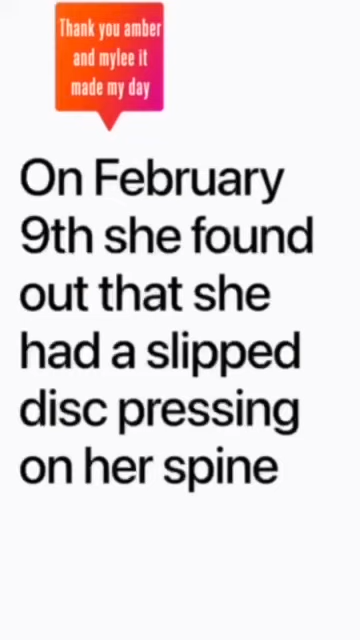 Thank you amber
and mylee it
made my day
On February
9th she found
out that she
had a slipped
disc pressing
on her spine